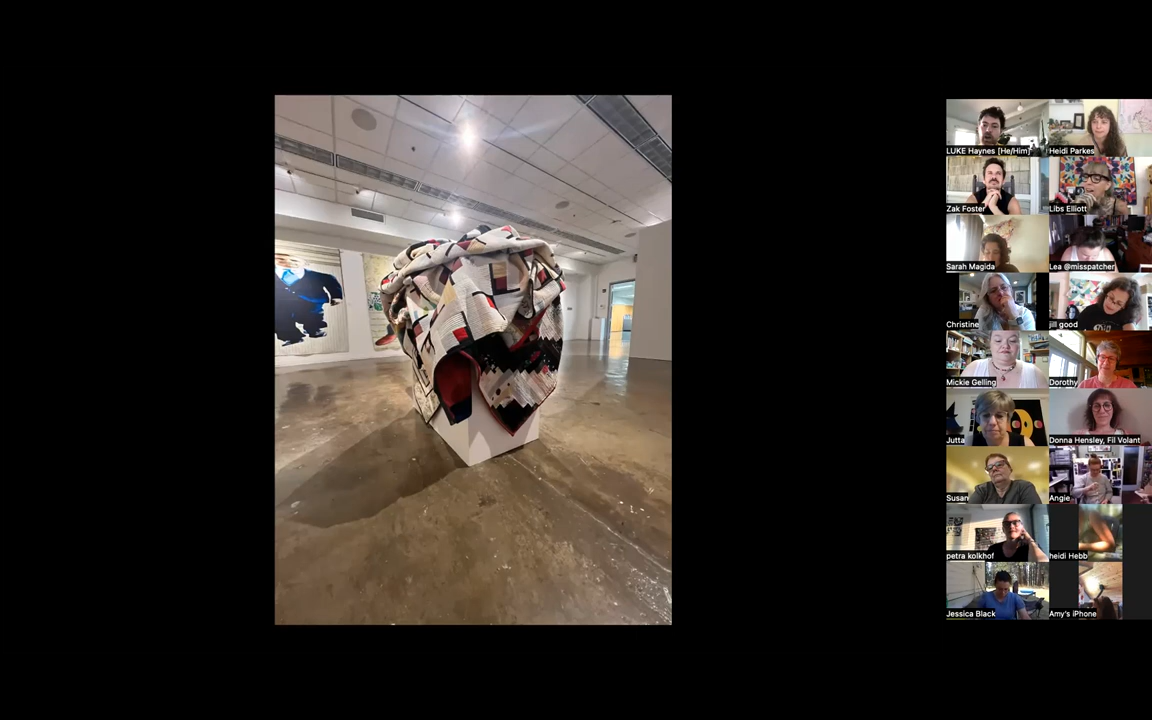 LUKE Haynes [He/Him]
Heidi Parkes
Zak Foster
Libs Elliott
Sarah Magida
Lea @misspatcher
Christine
jill good
Mickie Gelling
Dorothy
Jutta
Donna Hensley, Fil Volant
Susan
Angie
petra kolkhof
heidi Hebb
Jessica Black
Amy's iPhone